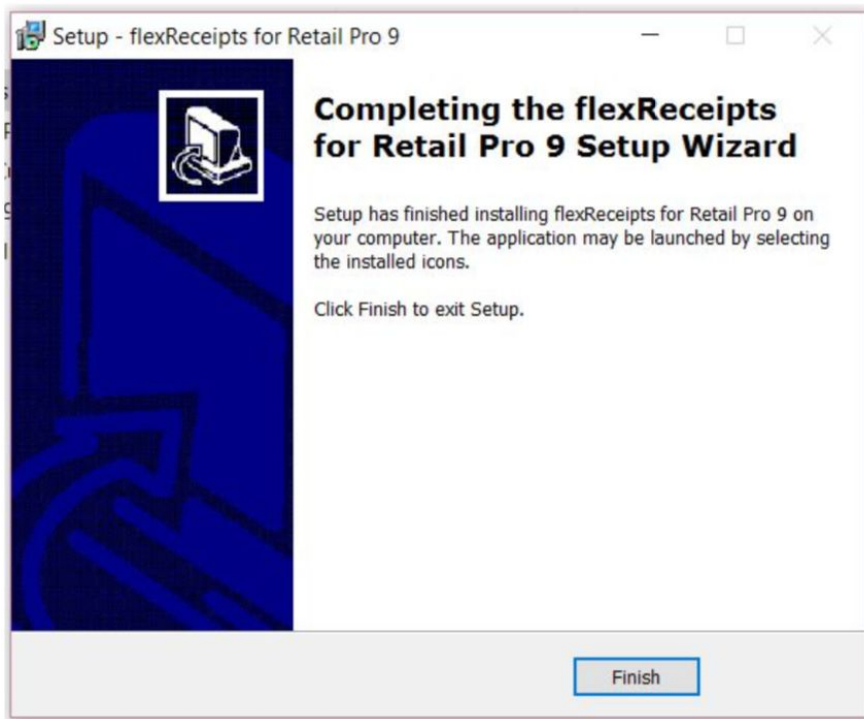 Setup - flexReceipts for Retail Pro 9
Completing the flexReceipts
for Retail Pro 9 Setup Wizard
Setup has finished installing flexReceipts for Retail Pro 9 on
your computer. The application may be launched by selecting
the installed icons.
Click Finish to exit Setup.
Finish